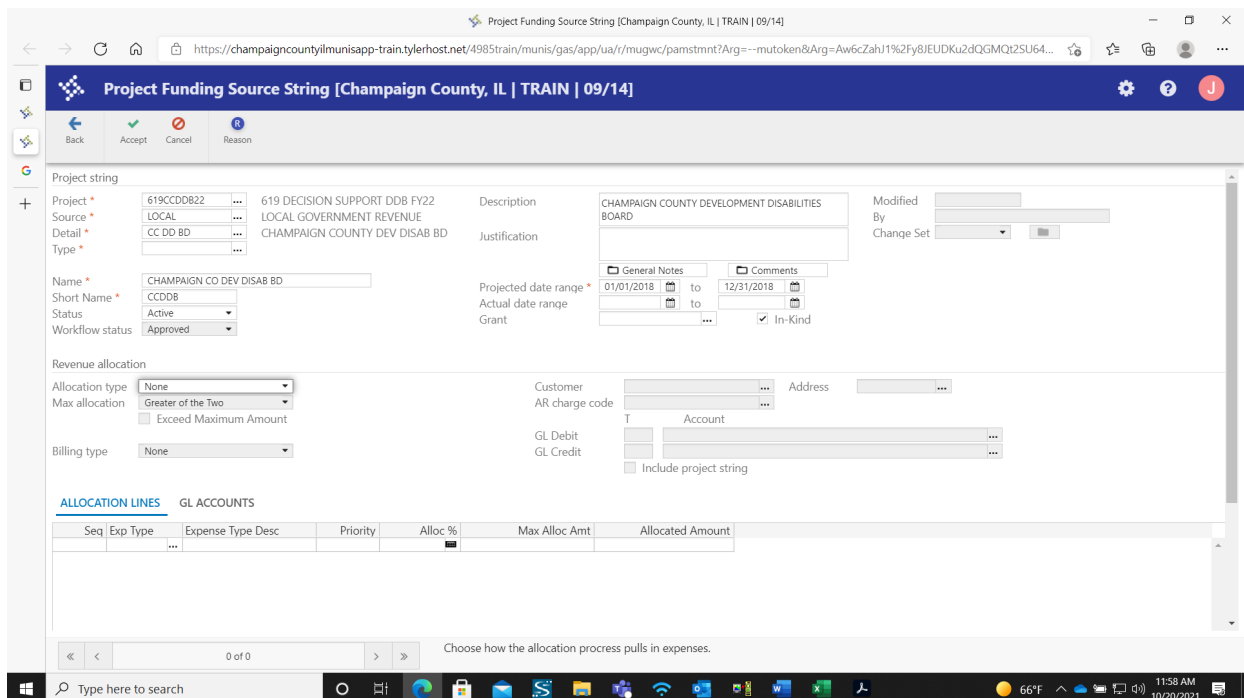 Project Funding Source String [Champaign County, IL | TRAIN | 09/14]
https://champaigncountyilmunisapp-train.tylerhost.net/4985train/munis/gas/app/ua/r/mugwc/pamstmnt?Arg=--mutoken&Arg=Aw6cZahJ1%2Fy8JEUDKu2dQGMQt2SU64...
Project Funding Source String [Champaign County, IL | TRAIN | 09/14] J
Back Accept Cancel R Reason
Project string
Project * 619CCDDB22 ... 619 DECISION SUPPORT DDB FY22 Description CHAMPAIGN COUNTY DEVELOPMENT DISABILITIES BOARD Modified
Source * LOCAL ... LOCAL GOVERNMENT REVENUE By
Detail * CC DD BD ... CHAMPAIGN COUNTY DEV DISAB BD Justification Change Set
Type * ...
General Notes Comments
Name * CHAMPAIGN CO DEV DISAB BD Projected date range * 01/01/2018 to 12/31/2018
Short Name * CCDDB Actual date range to
Status Active Grant ... In-Kind
Workflow status Approved
Revenue allocation
Allocation type None Customer ... Address ...
Max allocation Greater of the Two AR charge code ...
Exceed Maximum Amount T Account
GL Debit ...
Billing type None GL Credit ...
Include project string
ALLOCATION LINES GL ACCOUNTS
Seq Exp Type Expense Type Desc Priority Alloc % Max Alloc Amt Allocated Amount
...
0 of 0 Choose how the allocation procress pulls in expenses.
Type here to search 66°F 11:58 AM
10/20/2021